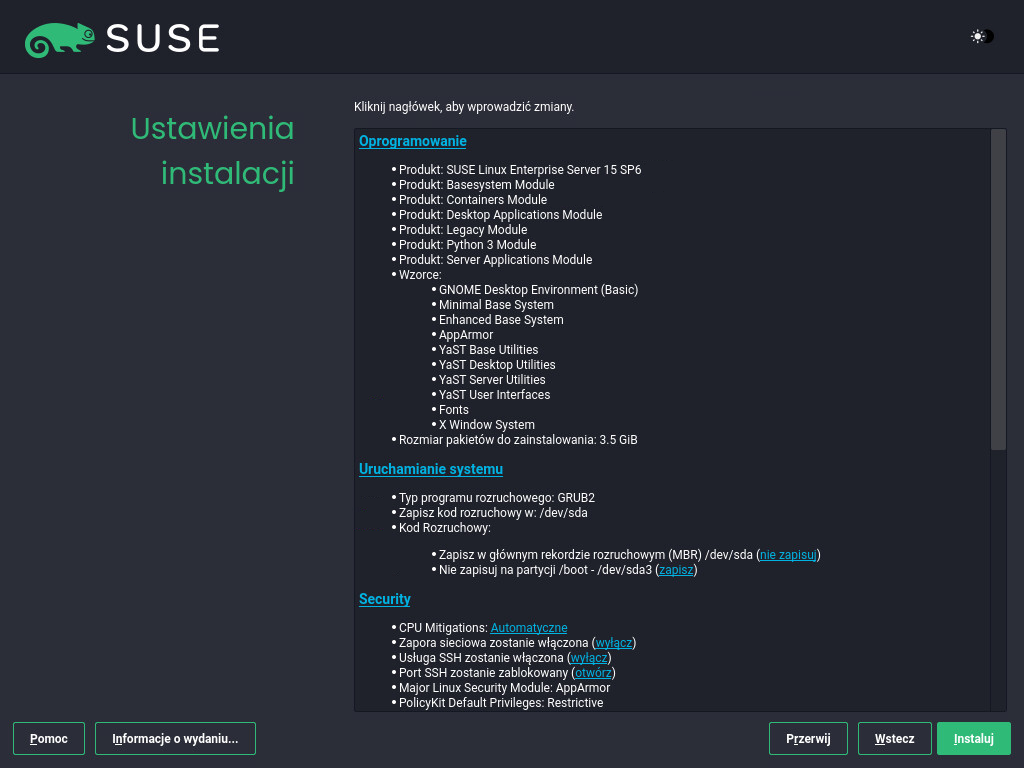 SUSE
Ustawienia
instalacji
Kliknij nagłówek, aby wprowadzić zmiany.
Oprogramowanie
• Produkt: SUSE Linux Enterprise Server 15 SP6
• Produkt: Basesystem Module
• Produkt: Containers Module
• Produkt: Desktop Applications Module
• Produkt: Legacy Module
• Produkt: Python 3 Module
• Produkt: Server Applications Module
• Wzorce:
• GNOME Desktop Environment (Basic)
• Minimal Base System
• Enhanced Base System
• AppArmor
• YaST Base Utilities
• YaST Desktop Utilities
• YaST Server Utilities
• YaST User Interfaces
• Fonts
• X Window System
• Rozmiar pakietów do zainstalowania: 3.5 GiB
Uruchamianie systemu
• Typ programu rozruchowego: GRUB2
• Zapisz kod rozruchowy w: /dev/sda
• Kod Rozruchowy:
• Zapisz w głównym rekordzie rozruchowym (MBR) /dev/sda (nie zapisuj)
• Nie zapisuj na partycji /boot - /dev/sda3 (zapisz)
Security
• CPU Mitigations: Automatyczne
• Zapora sieciowa zostanie włączona (wyłącz)
• Usługa SSH zostanie włączona (wyłącz)
• Port SSH zostanie zablokowany (otwórz)
• Major Linux Security Module: AppArmor
• PolicyKit Default Privileges: Restrictive
Pomoc
Informacje o wydaniu...
Przerwij
Wstecz
Instaluj